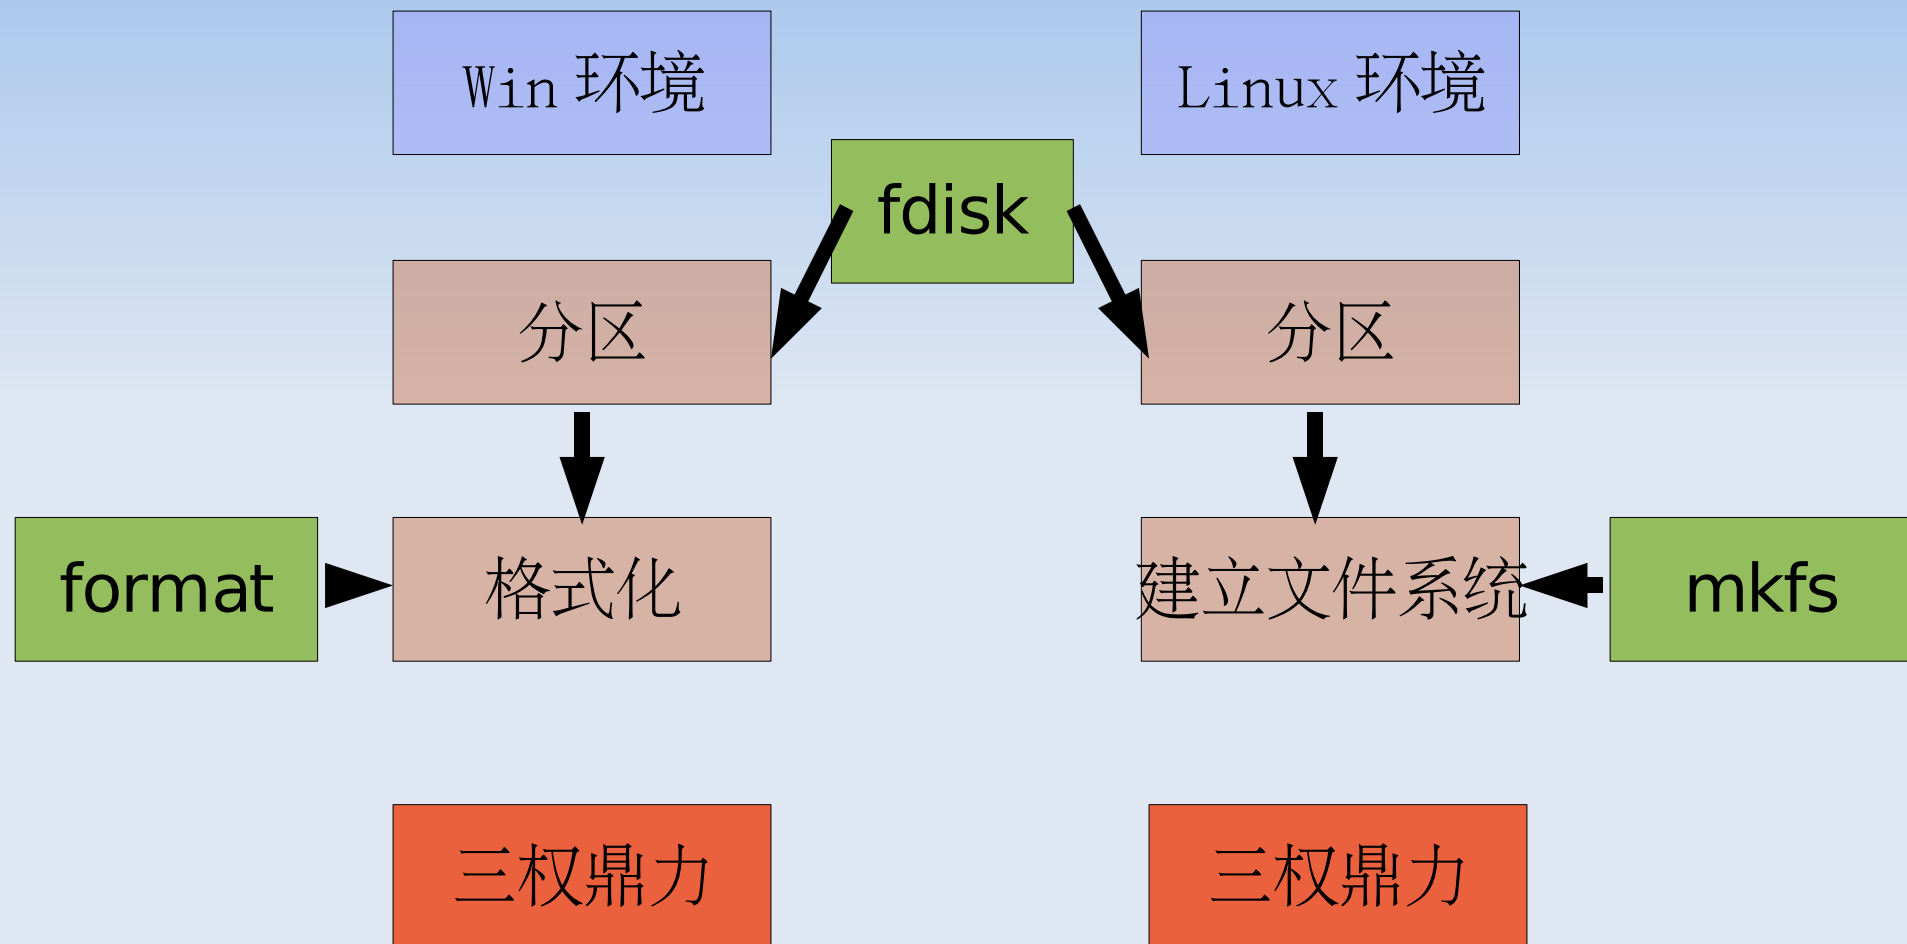 Win 环境
Linux 环境
fdisk
分区
分区
format
格式化
建立文件系统
mkfs
三权鼎力
三权鼎力